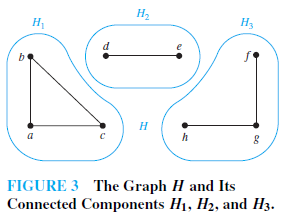 H₁
H₂
H₃
b
d
e
f
H
a
c
h
g
FIGURE 3 The Graph H and Its
Connected Components H₁, H₂, and H₃.